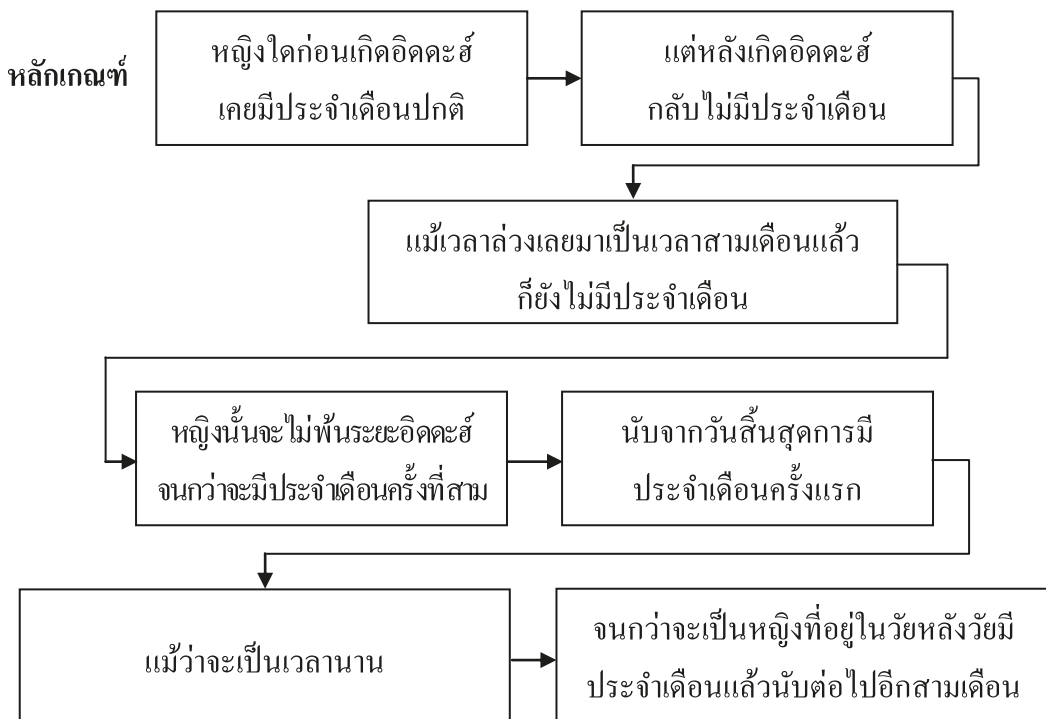 หลักเกณฑ์
หญิงใดก่อนเกิดอิดดะฮ์
เคยมีประจำเดือนปกติ
แต่หลังเกิดอิดดะฮ์
กลับไม่มีประจำเดือน
แม้เวลาล่วงเลยมาเป็นเวลาสามเดือนแล้ว
ก็ยังไม่มีประจำเดือน
หญิงนั้นจะไม่พ้นระยะอิดดะฮ์
จนกว่าจะมีประจำเดือนครั้งที่สาม
นับจากวันสิ้นสุดการมี
ประจำเดือนครั้งแรก
แม้ว่าจะเป็นเวลานาน
จนกว่าจะเป็นหญิงที่อยู่ในวัยหลังวัยมี
ประจำเดือนแล้วนับต่อไปอีกสามเดือน